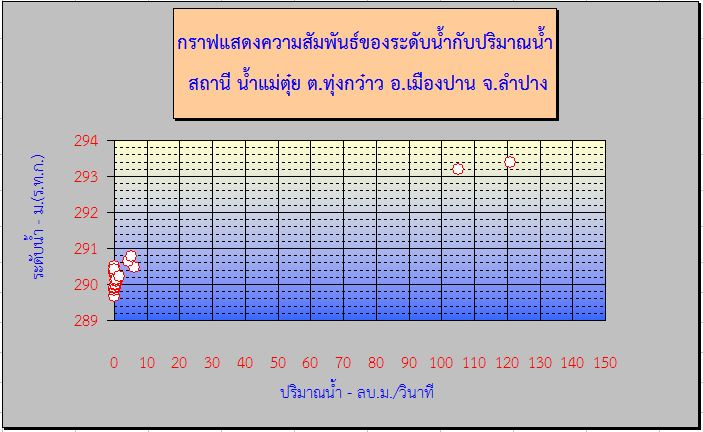 กราฟแสดงความสัมพันธ์ของระดับน้ำกับปริมาณน้ำ
สถานี น้ำแม่ตุ๋ย ต.ทุ่งกว๋าว อ.เมืองปาน จ.ลำปาง
ระดับน้ำ - ม.(ร.ท.ก.)
294
293
292
291
290
289
0 10 20 30 40 50 60 70 80 90 100 110 120 130 140 150
ปริมาณน้ำ - ลบ.ม./วินาที